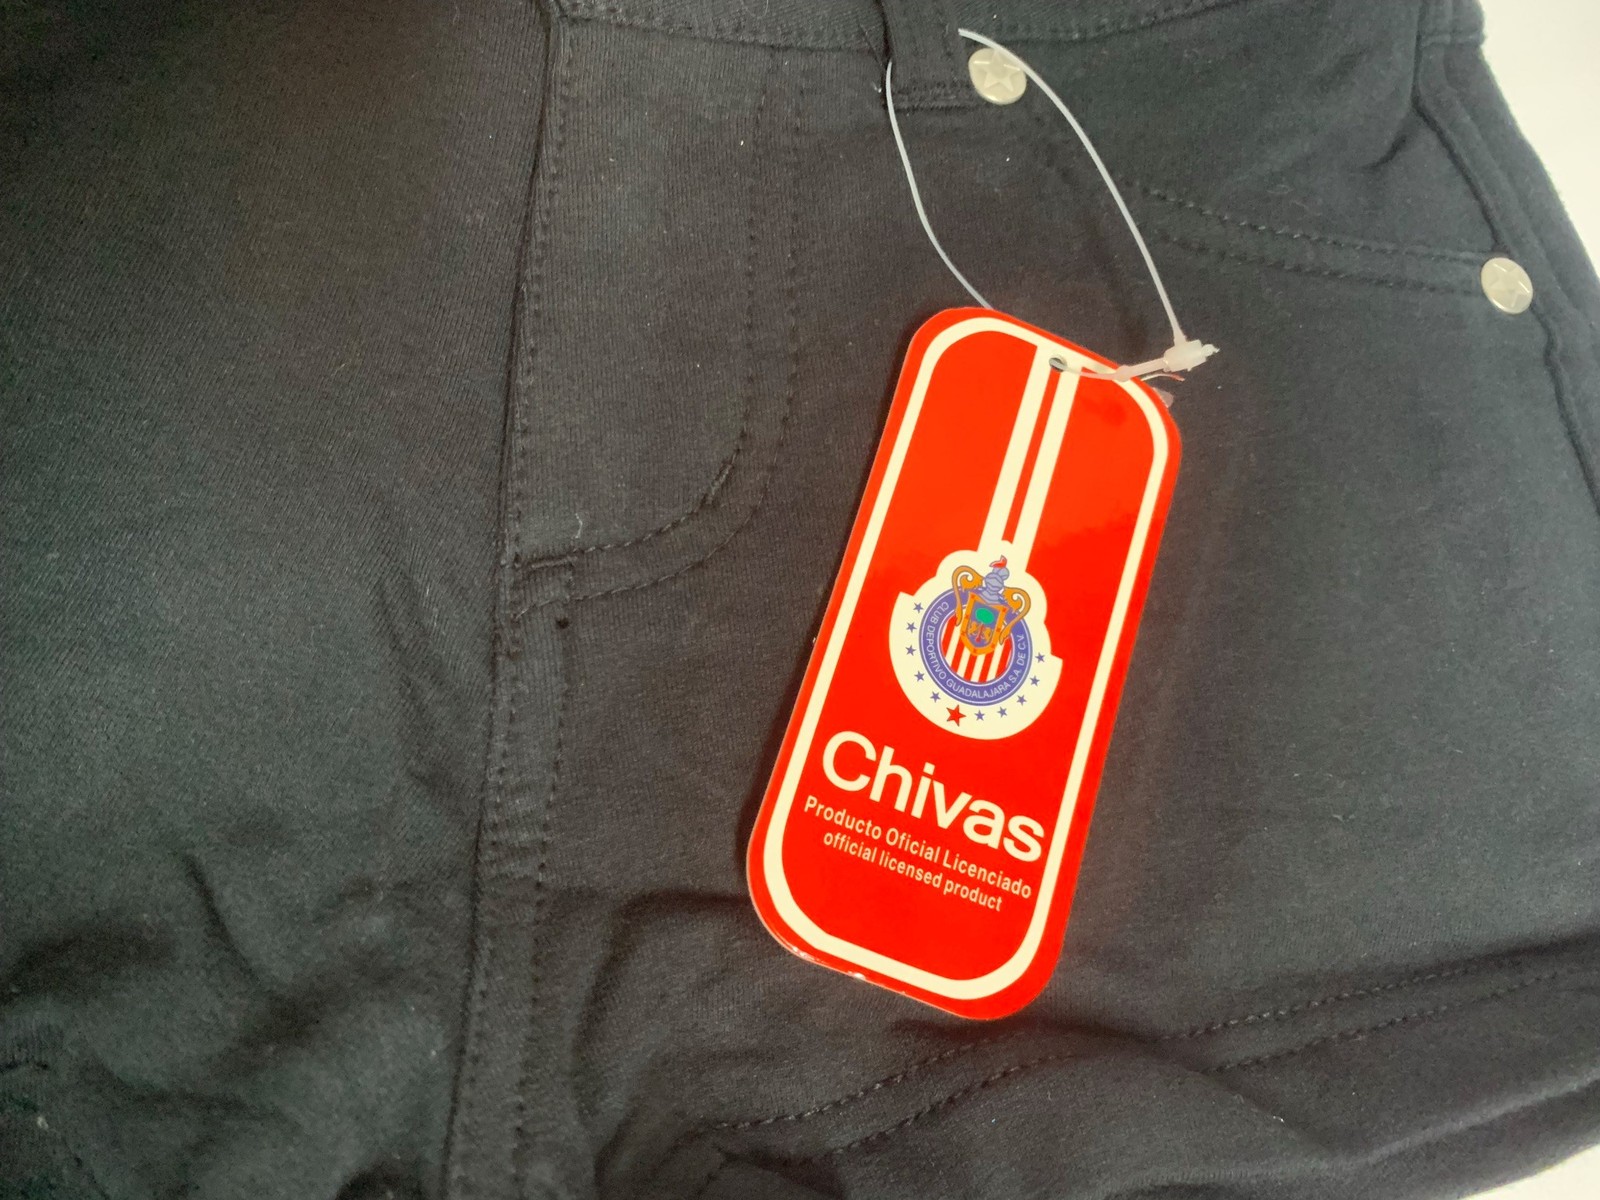 CLUB DEPORTIVO GUADALAJARA S.A. DE C.V.
Chivas
Producto Oficial Licenciado
official licensed product